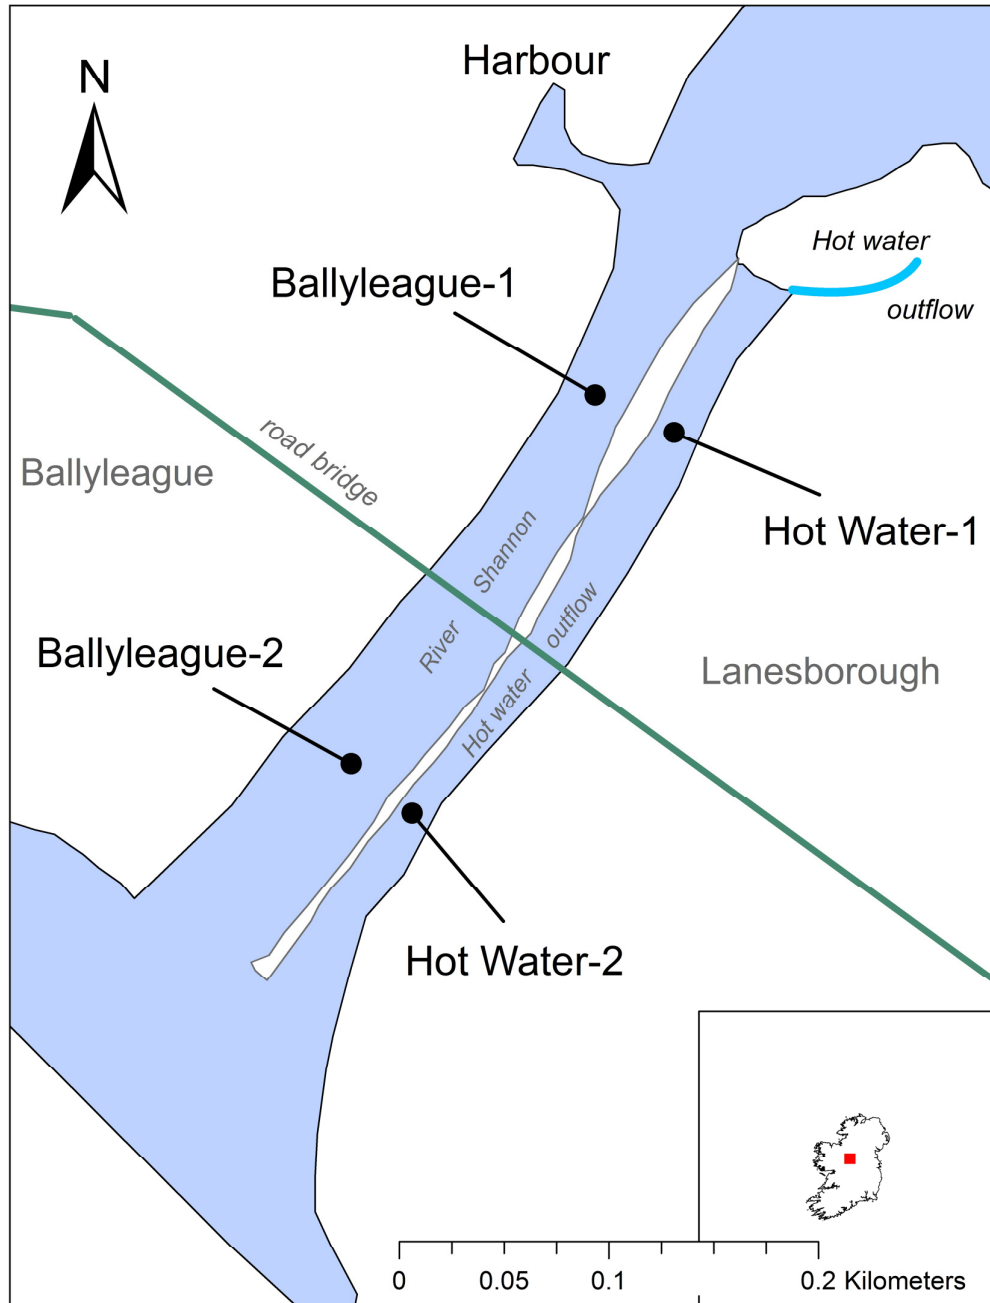 Harbour
N
Hot water
outflow
Ballyleague-1
road bridge
Ballyleague
Shannon
River
Hot Water-1
outflow
Hot water
Ballyleague-2
Lanesborough
Hot Water-2
0
0.05
0.1
0.2 Kilometers